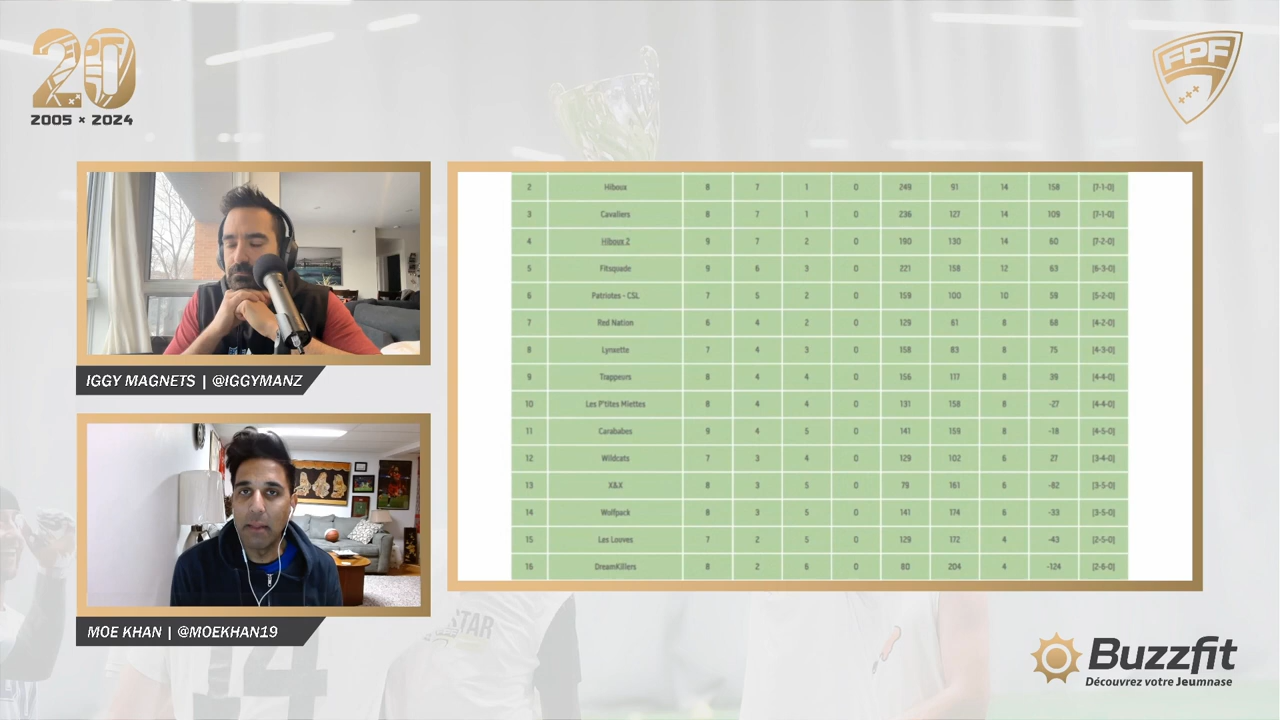 20
2005 × 2024
FPF
2 Hiboux 8 7 1 0 249 91 14 158 [7-1-0]
3 Cavaliers 8 7 1 0 236 127 14 109 [7-1-0]
4 Hiboux 2 9 7 2 0 190 130 14 60 [7-2-0]
5 Fitsquade 9 6 3 0 221 158 12 63 [6-3-0]
6 Patriotes - CSL 7 5 2 0 159 100 10 59 [5-2-0]
7 Red Nation 6 4 2 0 129 61 8 68 [4-2-0]
8 Lynxette 7 4 3 0 158 83 8 75 [4-3-0]
9 Trappeurs 8 4 4 0 156 117 8 39 [4-4-0]
10 Les P'tites Miettes 8 4 4 0 131 158 8 -27 [4-4-0]
11 Carababes 9 4 5 0 141 159 8 -18 [4-5-0]
12 Wildcats 7 3 4 0 129 102 6 27 [3-4-0]
13 X&X 8 3 5 0 79 161 6 -82 [3-5-0]
14 Wolfpack 8 3 5 0 141 174 6 -33 [3-5-0]
15 Les Looves 7 2 5 0 129 172 4 -43 [2-5-0]
16 DreamKillers 8 2 6 0 80 204 4 -124 [2-6-0]
IGGY MAGNETS | @IGGYMANZ
MOE KHAN | @MOEKHAN19
STAR
14
Buzzfit
Découvrez votre Jeumnase